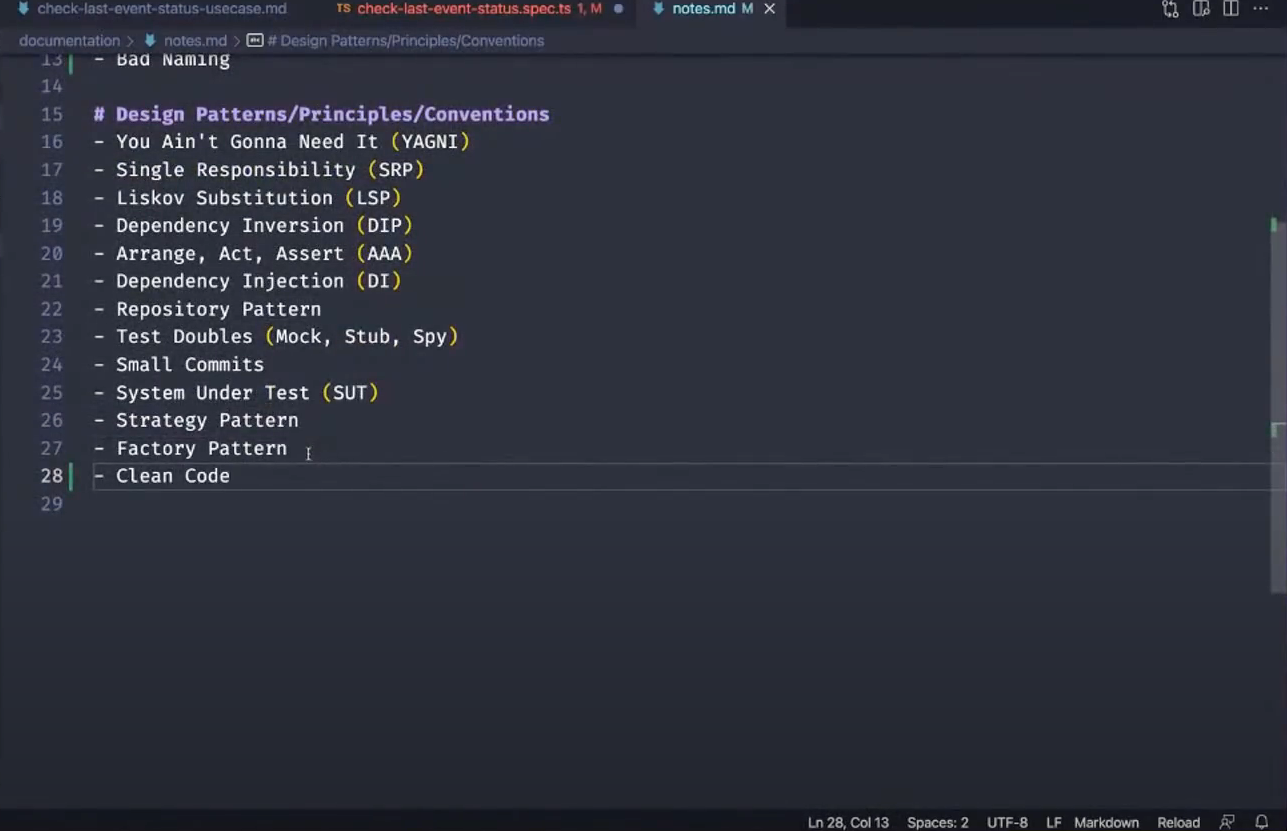 check-last-event-status-usecase.md TS check-last-event-status.spec.ts 1, M notes.md M
documentation > notes.md > # Design Patterns/Principles/Conventions
13 - Bad Naming
14
15 # Design Patterns/Principles/Conventions
16 - You Ain't Gonna Need It (YAGNI)
17 - Single Responsibility (SRP)
18 - Liskov Substitution (LSP)
19 - Dependency Inversion (DIP)
20 - Arrange, Act, Assert (AAA)
21 - Dependency Injection (DI)
22 - Repository Pattern
23 - Test Doubles (Mock, Stub, Spy)
24 - Small Commits
25 - System Under Test (SUT)
26 - Strategy Pattern
27 - Factory Pattern
28 - Clean Code
29
Ln 28, Col 13 Spaces: 2 UTF-8 LF Markdown Reload